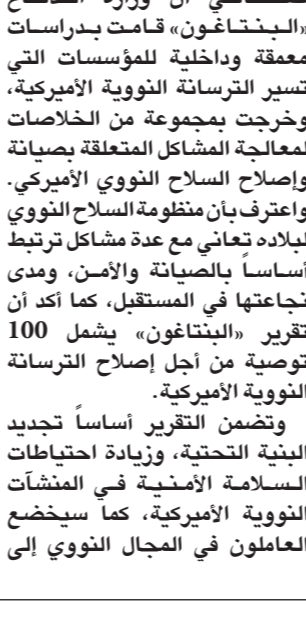 أن وزارة
«البنتاغون» قامت بدراسات
معمقة وداخلية للمؤسسات التي
تسير الترسانة النووية الأميركية،
وخرجت بمجموعة من الخلاصات
لمعالجة المشاكل المتعلقة بصيانة
وإصلاح السلاح النووي الأميركي.
واعترف بأن منظومة السلاح النووي
لبلاده تعاني مع عدة مشاكل ترتبط
أساساً بالصيانة والأمن، ومدى
نجاعتها في المستقبل، كما أكد أن
تقرير «البنتاغون» يشمل 100
توصية من أجل إصلاح الترسانة
النووية الأميركية.
وتضمن التقرير أساساً تجديد
البنية التحتية، وزيادة احتياطات
السلامة الأمنية في المنشآت
النووية الأميركية، كما سيخضع
العاملون في المجال النووي إلى